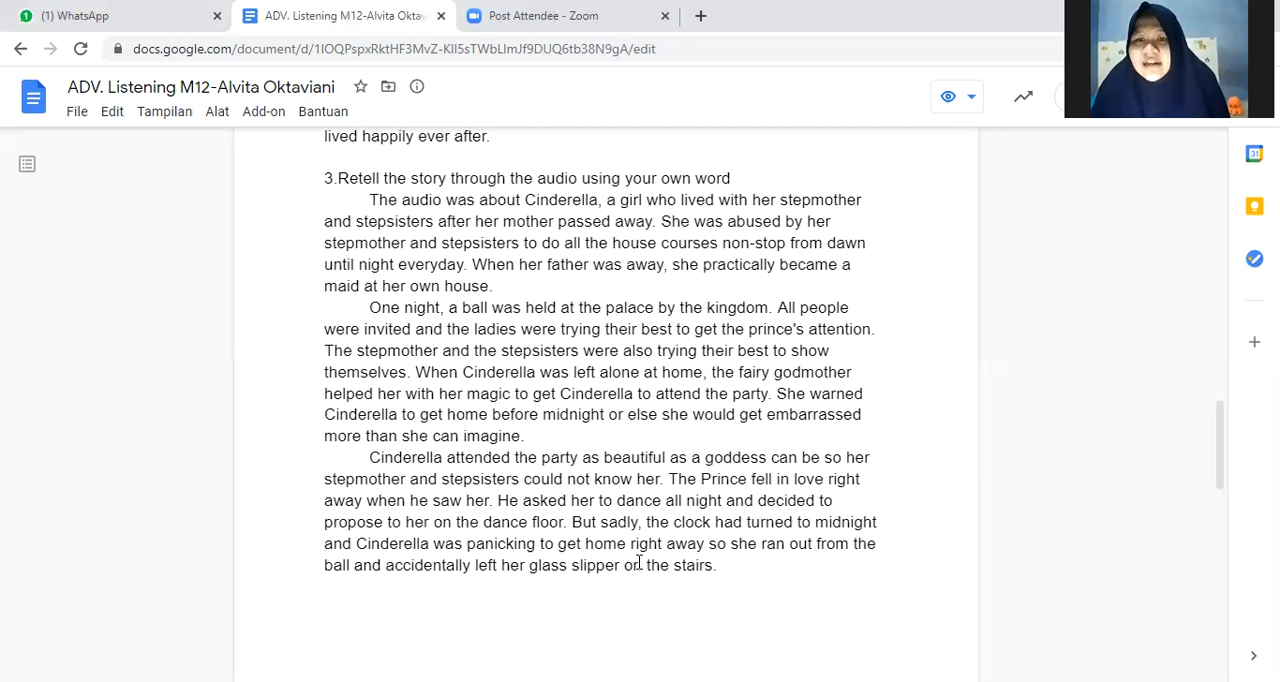 (1) WhatsApp
ADV. Listening M12-Alvita Oktav
Post Attendee - Zoom
docs.google.com/document/d/1IOQPspxRktHF3MvZ-KlI5sTWbLlmJf9DUQ6tb38N9gA/edit
ADV. Listening M12-Alvita Oktaviani
File Edit Tampilan Alat Add-on Bantuan
lived happily ever after.
3.Retell the story through the audio using your own word
The audio was about Cinderella, a girl who lived with her stepmother
and stepsisters after her mother passed away. She was abused by her
stepmother and stepsisters to do all the house courses non-stop from dawn
until night everyday. When her father was away, she practically became a
maid at her own house.
One night, a ball was held at the palace by the kingdom. All people
were invited and the ladies were trying their best to get the prince's attention.
The stepmother and the stepsisters were also trying their best to show
themselves. When Cinderella was left alone at home, the fairy godmother
helped her with her magic to get Cinderella to attend the party. She warned
Cinderella to get home before midnight or else she would get embarrassed
more than she can imagine.
Cinderella attended the party as beautiful as a goddess can be so her
stepmother and stepsisters could not know her. The Prince fell in love right
away when he saw her. He asked her to dance all night and decided to
propose to her on the dance floor. But sadly, the clock had turned to midnight
and Cinderella was panicking to get home right away so she ran out from the
ball and accidentally left her glass slipper on the stairs.